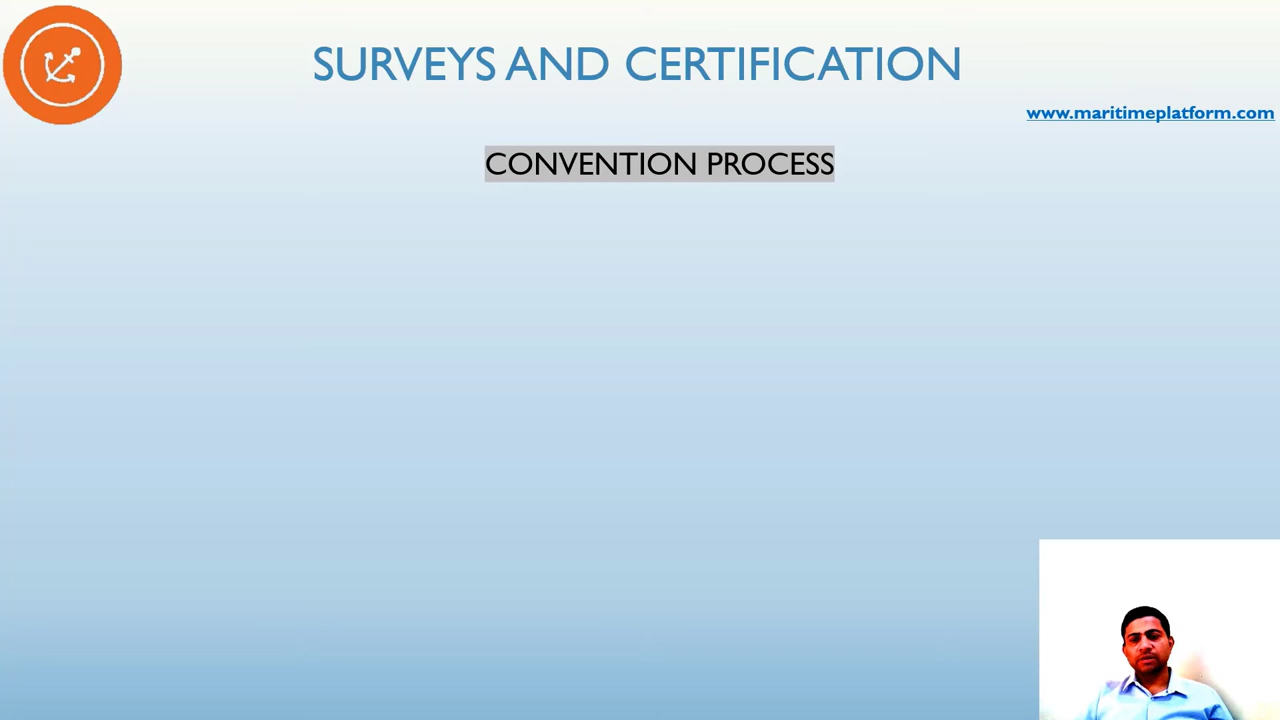 SURVEYS AND CERTIFICATION
www.maritimeplatform.com
CONVENTION PROCESS